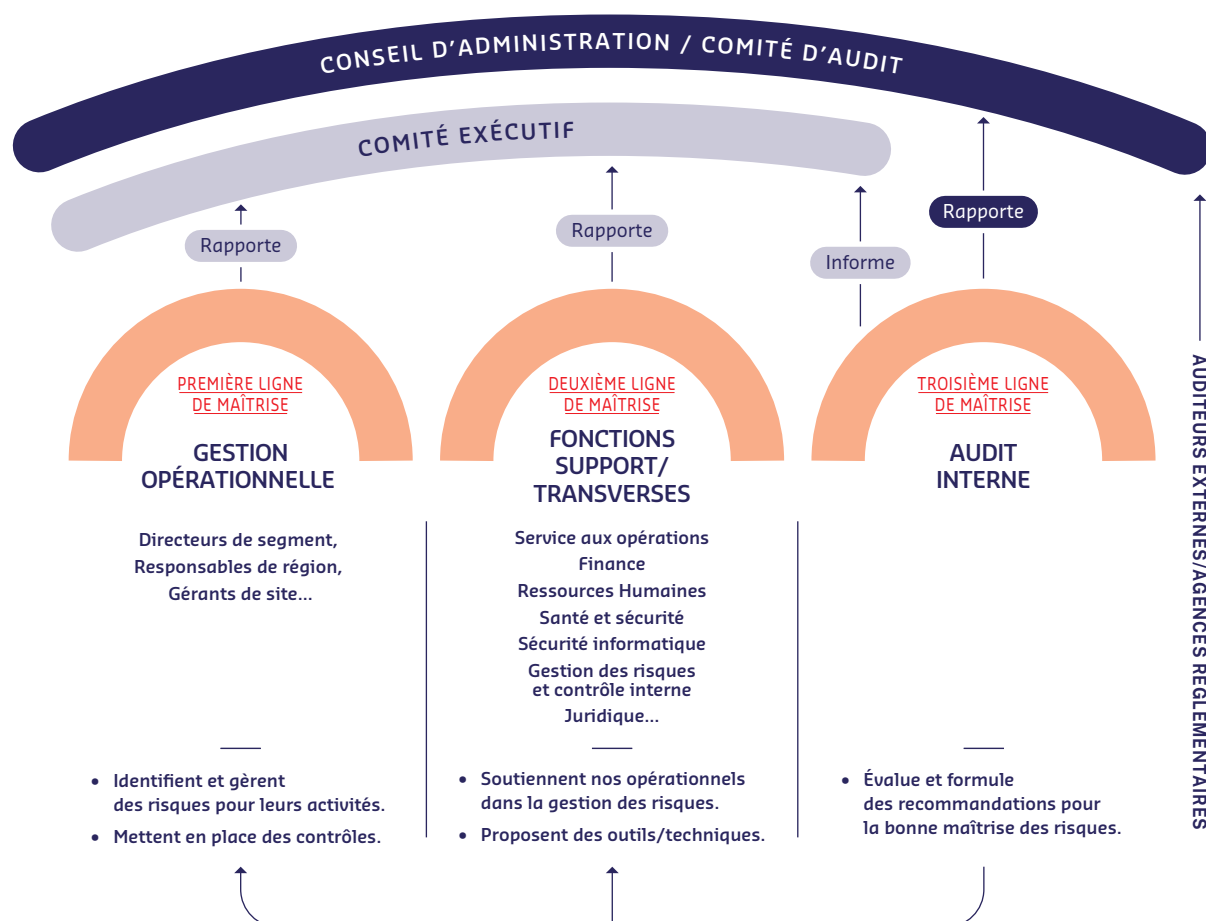 CONSEIL D'ADMINISTRATION / COMITÉ D'AUDIT
COMITÉ EXÉCUTIF
Rapporte
Rapporte
Informe
Rapporte
PREMIÈRE LIGNE
DE MAÎTRISE
GESTION
OPÉRATIONNELLE
Directeurs de segment,
Responsables de région,
Gérants de site...
• Identifient et gèrent
des risques pour leurs activités.
• Mettent en place des contrôles.
DEUXIÈME LIGNE
DE MAÎTRISE
FONCTIONS
SUPPORT/
TRANSVERSES
Service aux opérations
Finance
Ressources Humaines
Santé et sécurité
Sécurité informatique
Gestion des risques
et contrôle interne
Juridique...
• Soutiennent nos opérationnels
dans la gestion des risques.
• Proposent des outils/techniques.
TROISIÈME LIGNE
DE MAÎTRISE
AUDIT
INTERNE
• Évalue et formule
des recommandations pour
la bonne maîtrise des risques.
AUDITEURS EXTERNES/AGENCES REGLEMENTAIRES